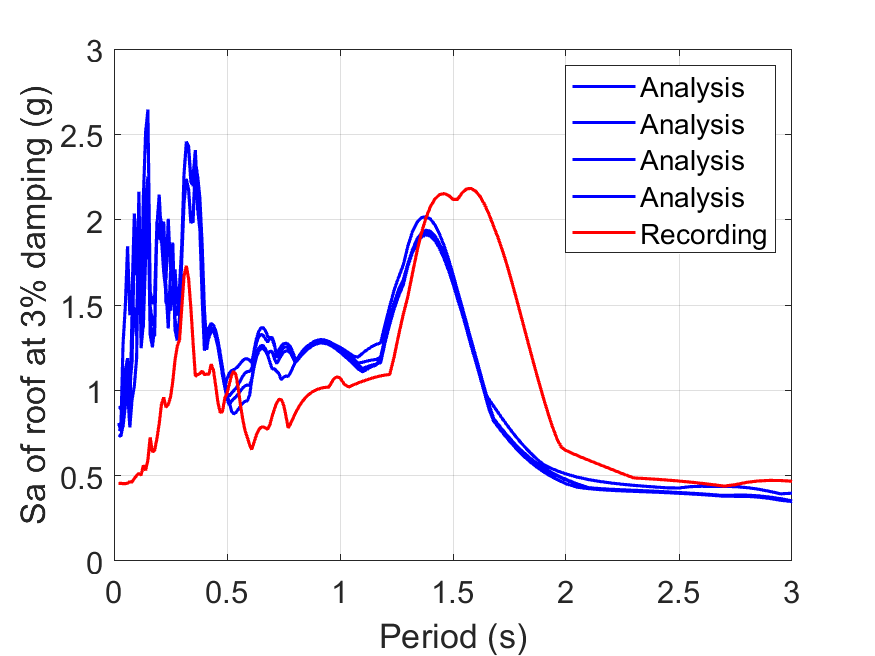 Sa of roof at 3% damping (g)
3
2.5
2
1.5
1
0.5
0
Analysis
Analysis
Analysis
Analysis
Recording
0 0.5 1 1.5 2 2.5 3
Period (s)